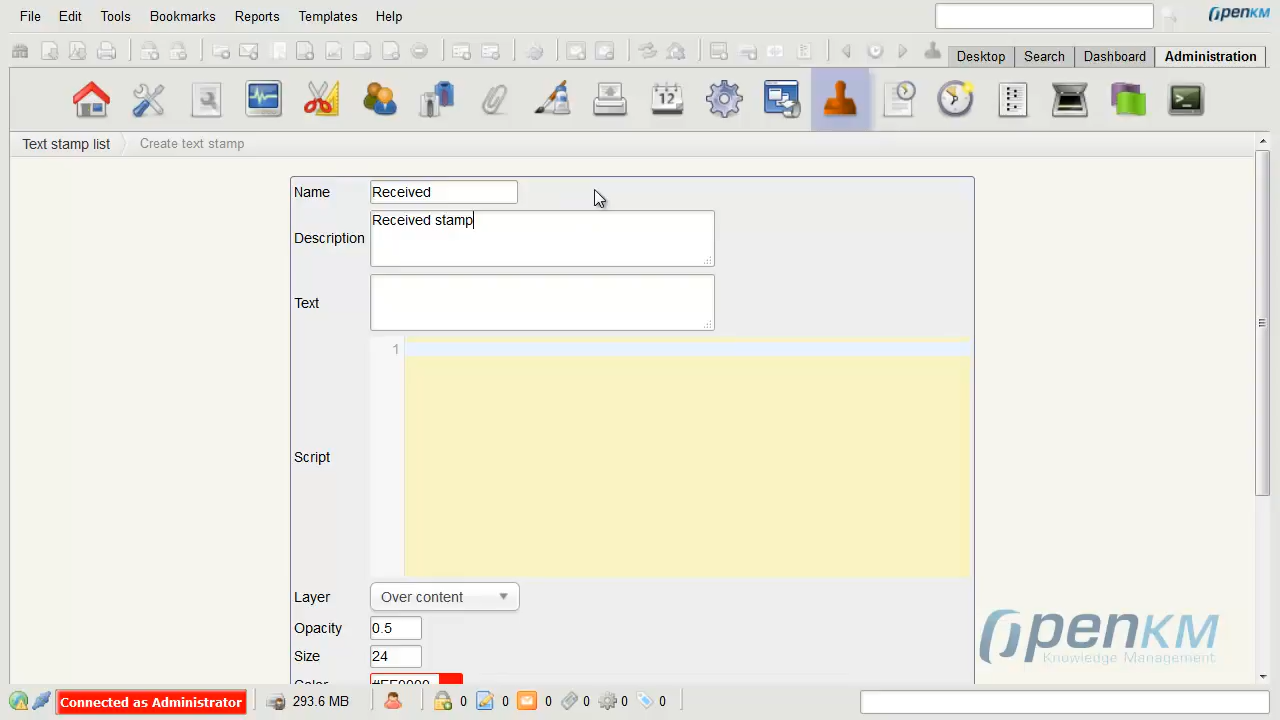 File Edit Tools Bookmarks Reports Templates Help
OPENKM
Desktop Search Dashboard Administration
12
Text stamp list Create text stamp
Name Received
Description Received stamp
Text
1
Script
Layer Over content
Opacity 0.5
Size 24
OPENKM
Knowledge Management
Connected as Administrator 293.6 MB 0 0 0 0 0 0